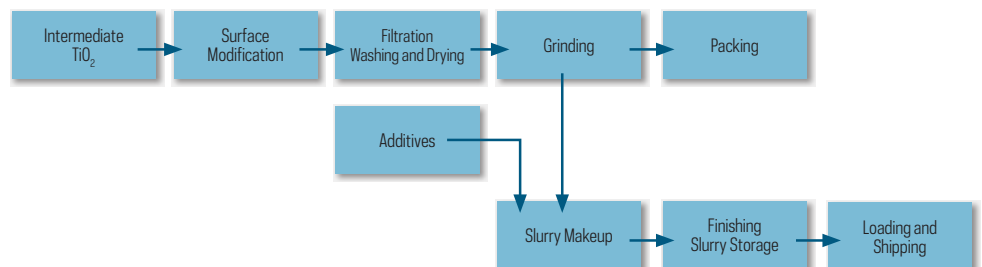 Intermediate
TiO₂
Surface
Modification
Filtration
Washing and Drying
Grinding
Packing
Additives
Slurry Makeup
Finishing
Slurry Storage
Loading and
Shipping